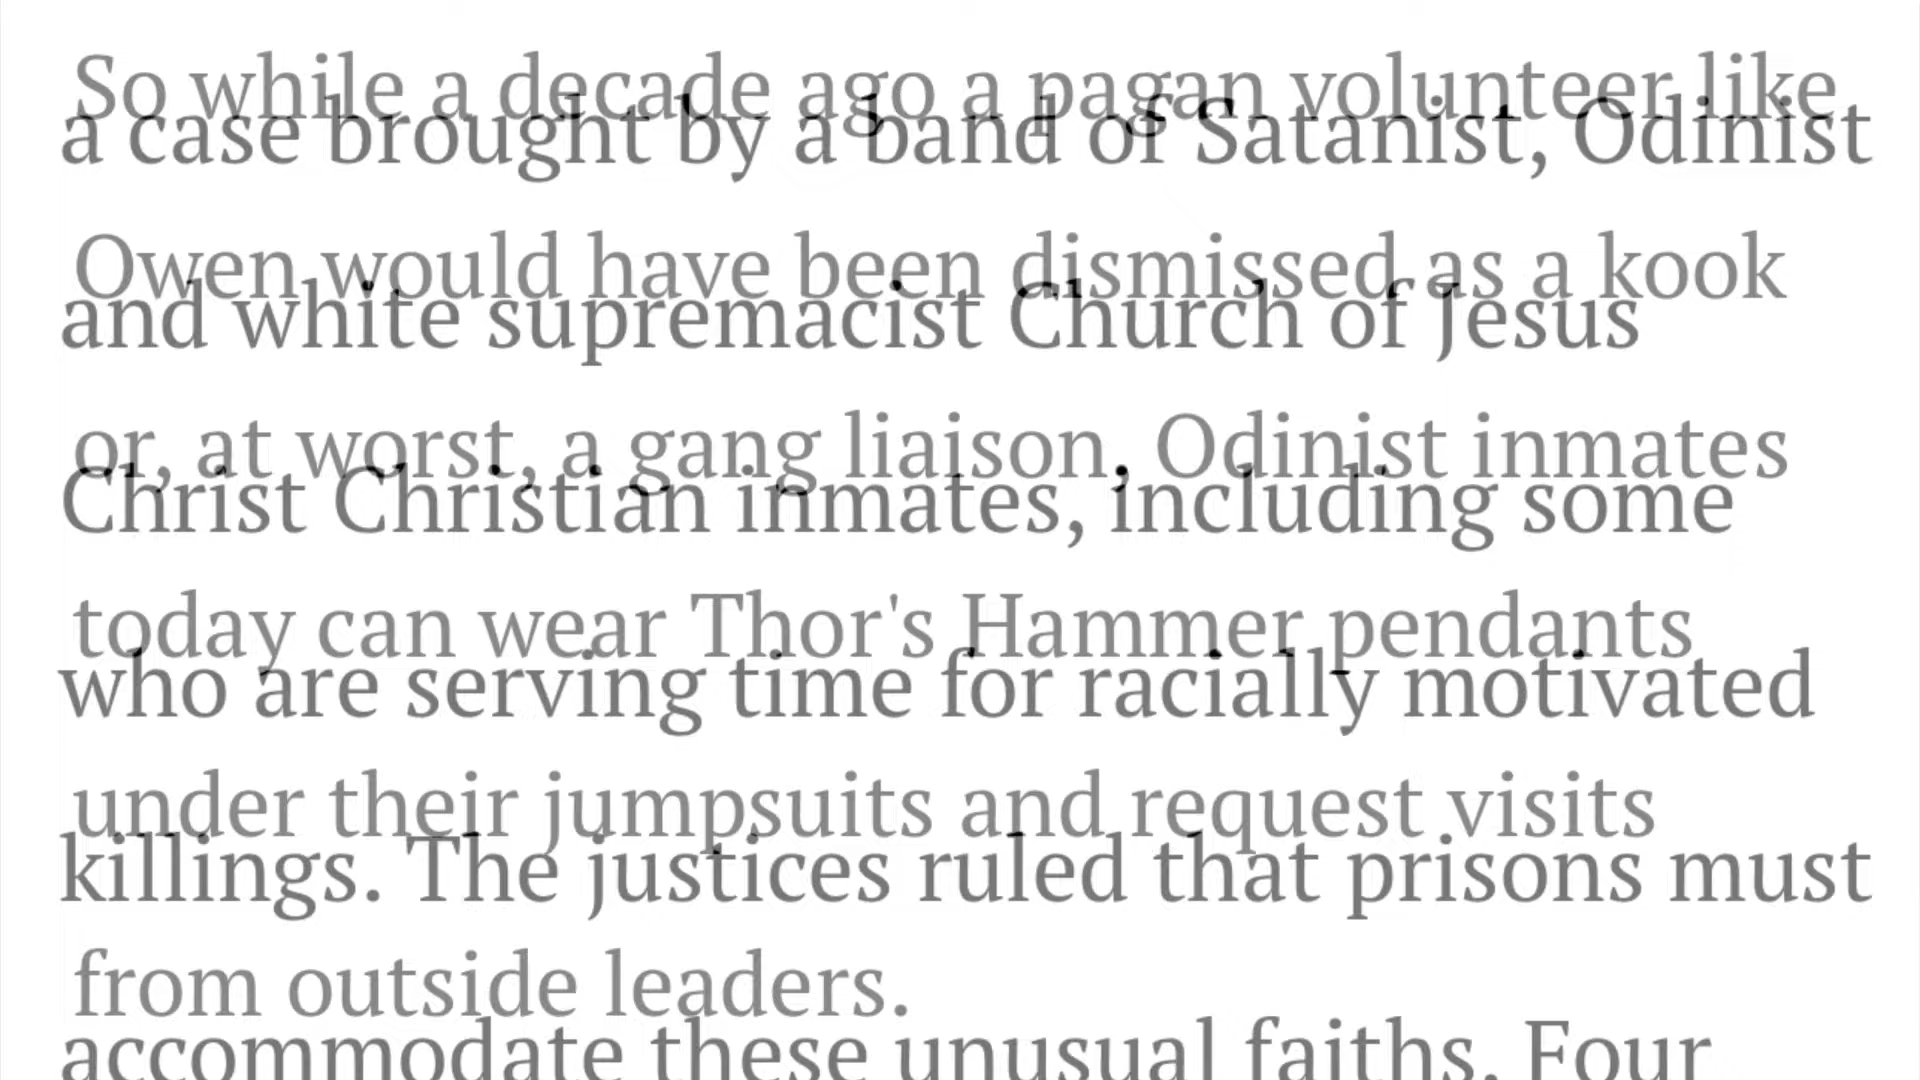 So while a decade ago a pagan volunteer like
a case brought by a band of Satanist, Odinist
Owen would have been dismissed as a kook
and white supremacist Church of Jesus
or, at worst, a gang liaison, Odinist inmates
Christ Christian inmates, including some
today can wear Thor's Hammer pendants
who are serving time for racially motivated
under their jumpsuits and request visits
killings. The justices ruled that prisons must
from outside leaders.
accommodate these unusual faiths. Four